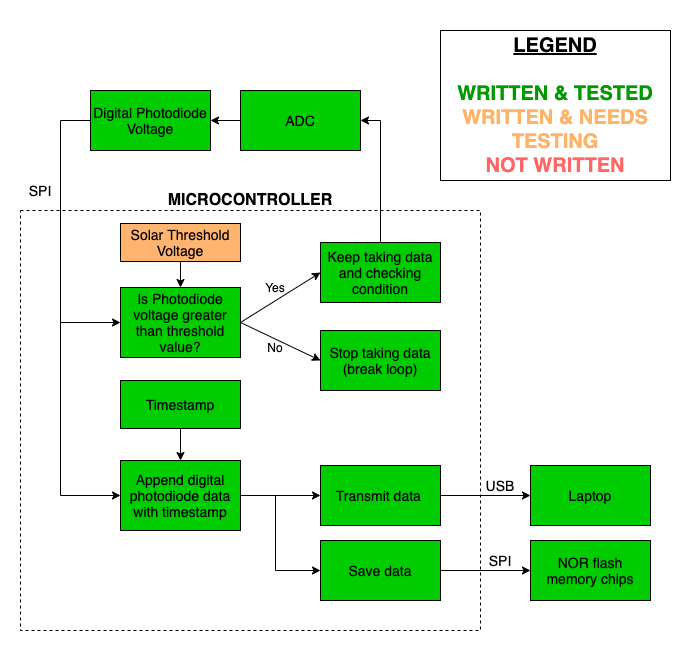 LEGEND
WRITTEN & TESTED
WRITTEN & NEEDS
TESTING
NOT WRITTEN
Digital Photodiode
Voltage
ADC
SPI
MICROCONTROLLER
Solar Threshold
Voltage
Is Photodiode
voltage greater
than threshold
value?
Yes
No
Keep taking data
and checking
condition
Stop taking data
(break loop)
Timestamp
Append digital
photodiode data
with timestamp
Transmit data
USB
Laptop
Save data
SPI
NOR flash
memory chips